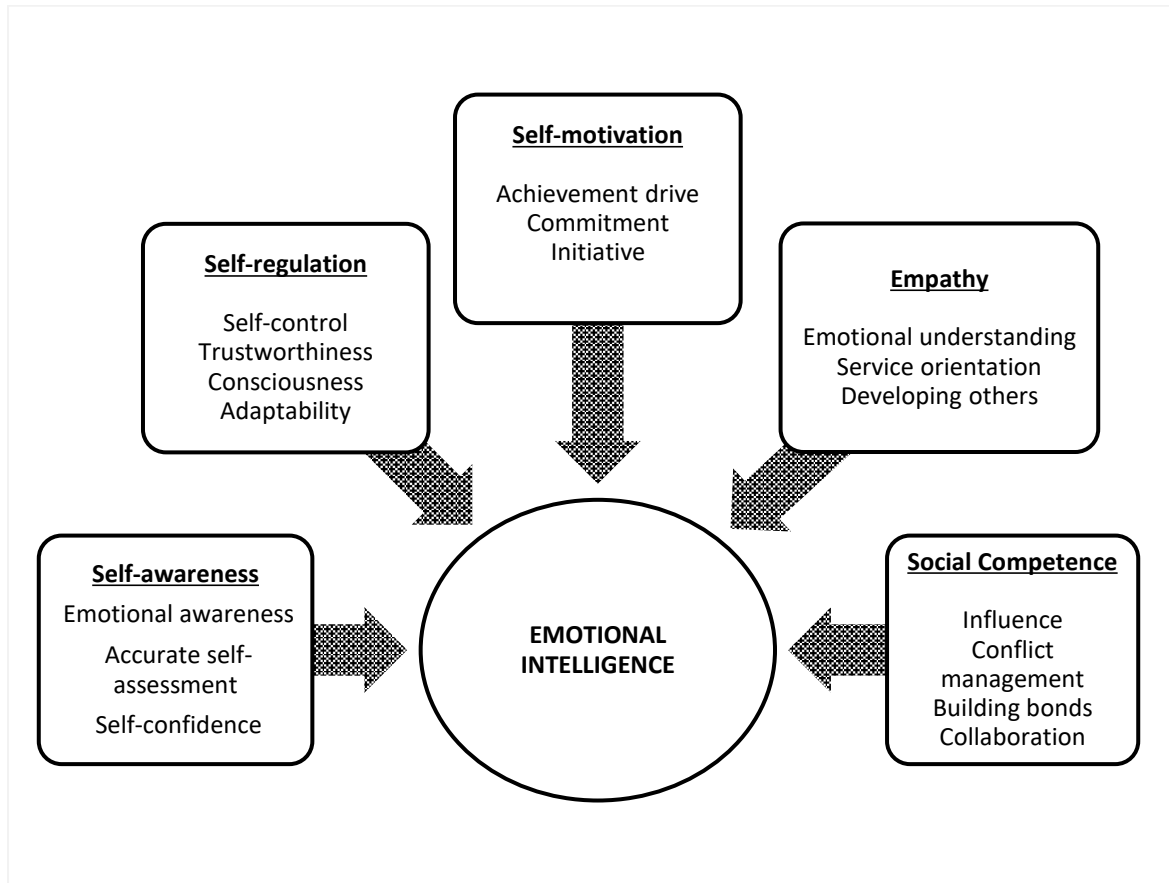 Self-motivation
Achievement drive
Commitment
Initiative
Self-regulation
Self-control
Trustworthiness
Consciousness
Adaptability
Empathy
Emotional understanding
Service orientation
Developing others
Self-awareness
Emotional awareness
Accurate self-
assessment
Self-confidence
EMOTIONAL
INTELLIGENCE
Social Competence
Influence
Conflict
management
Building bonds
Collaboration